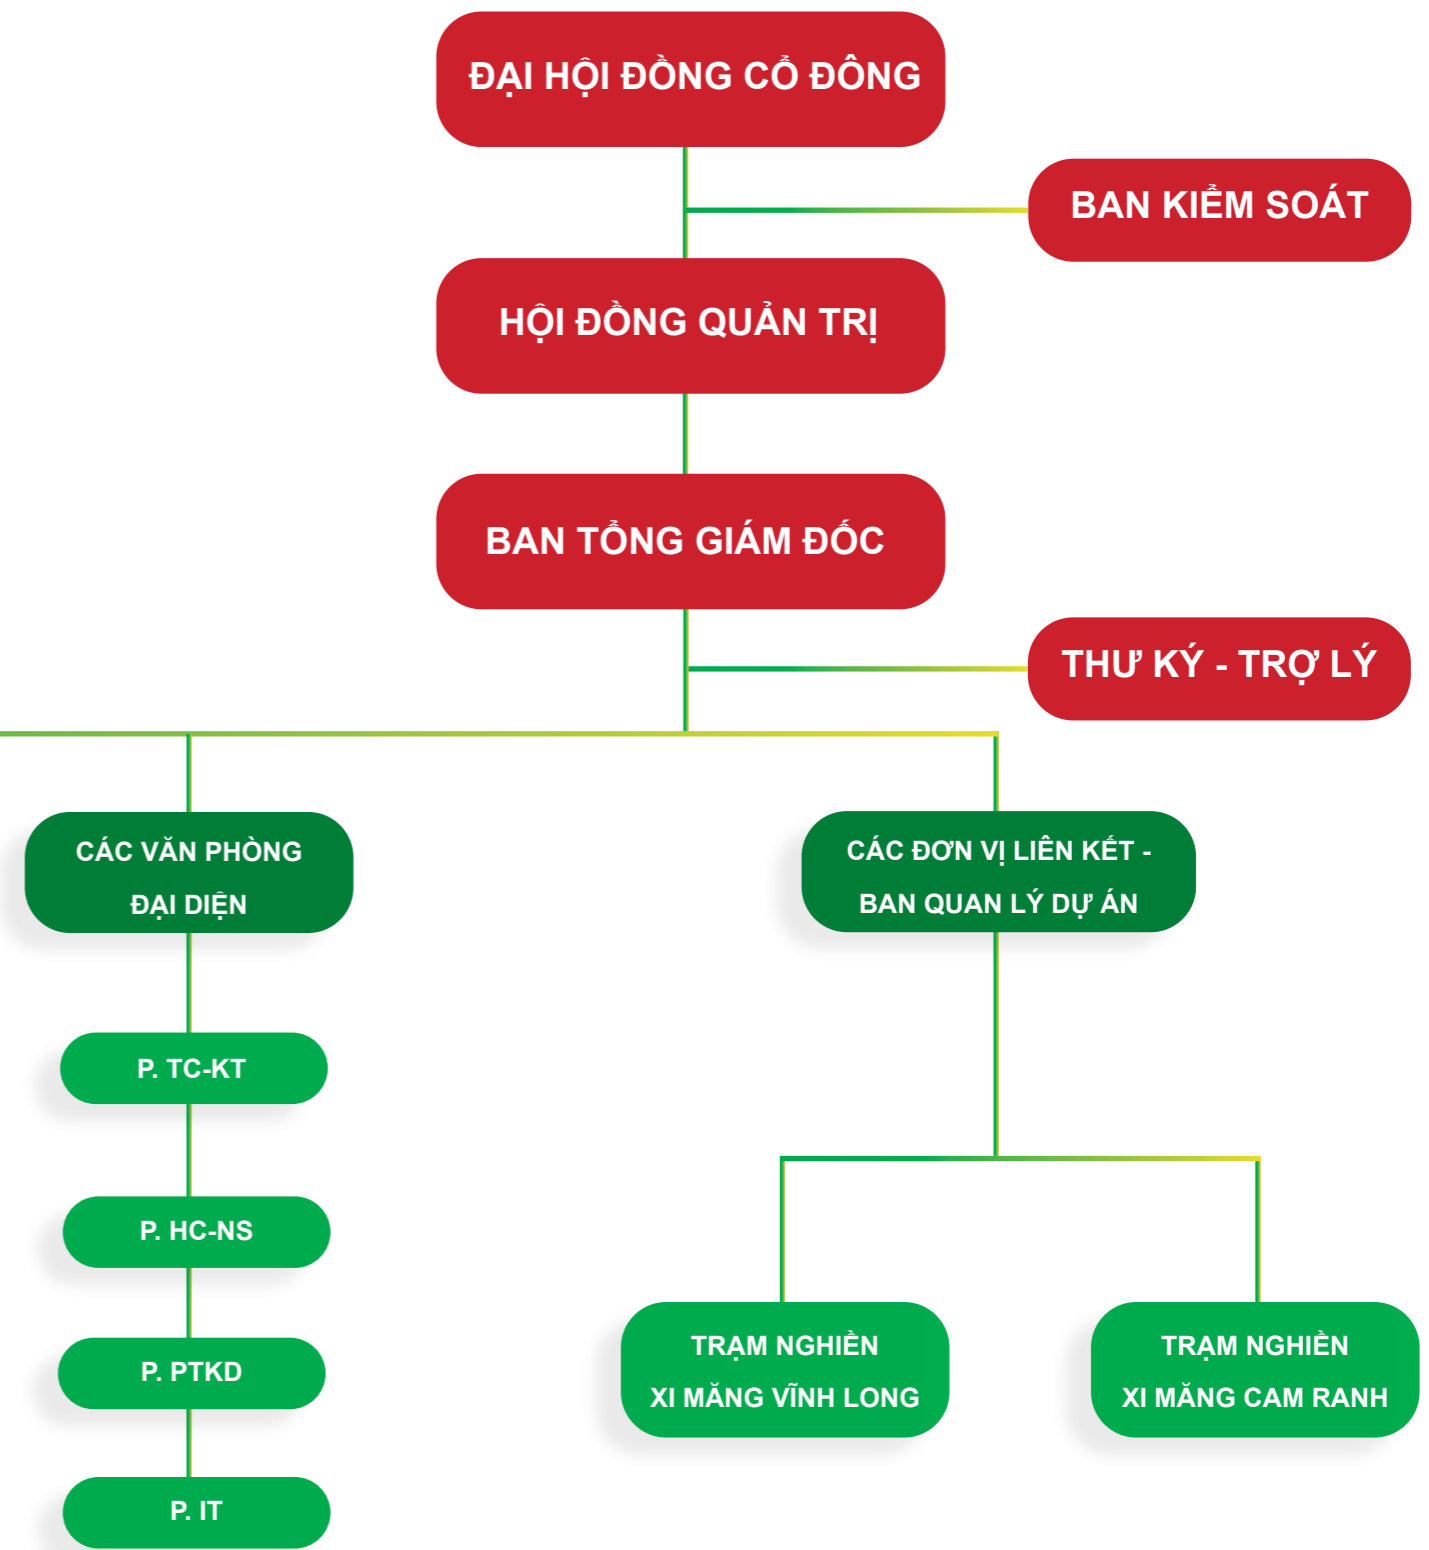 ĐẠI HỘI ĐỒNG CỔ ĐÔNG
BAN KIỂM SOÁT
HỘI ĐỒNG QUẢN TRỊ
BAN TỔNG GIÁM ĐỐC
THƯ KÝ - TRỢ LÝ
CÁC VĂN PHÒNG
ĐẠI DIỆN
CÁC ĐƠN VỊ LIÊN KẾT -
BAN QUAN LÝ DỰ ÁN
P. TC-KT
P. HC-NS
P. PTKD
P. IT
TRẠM NGHIỀN
XI MĂNG VĨNH LONG
TRẠM NGHIỀN
XI MĂNG CAM RANH